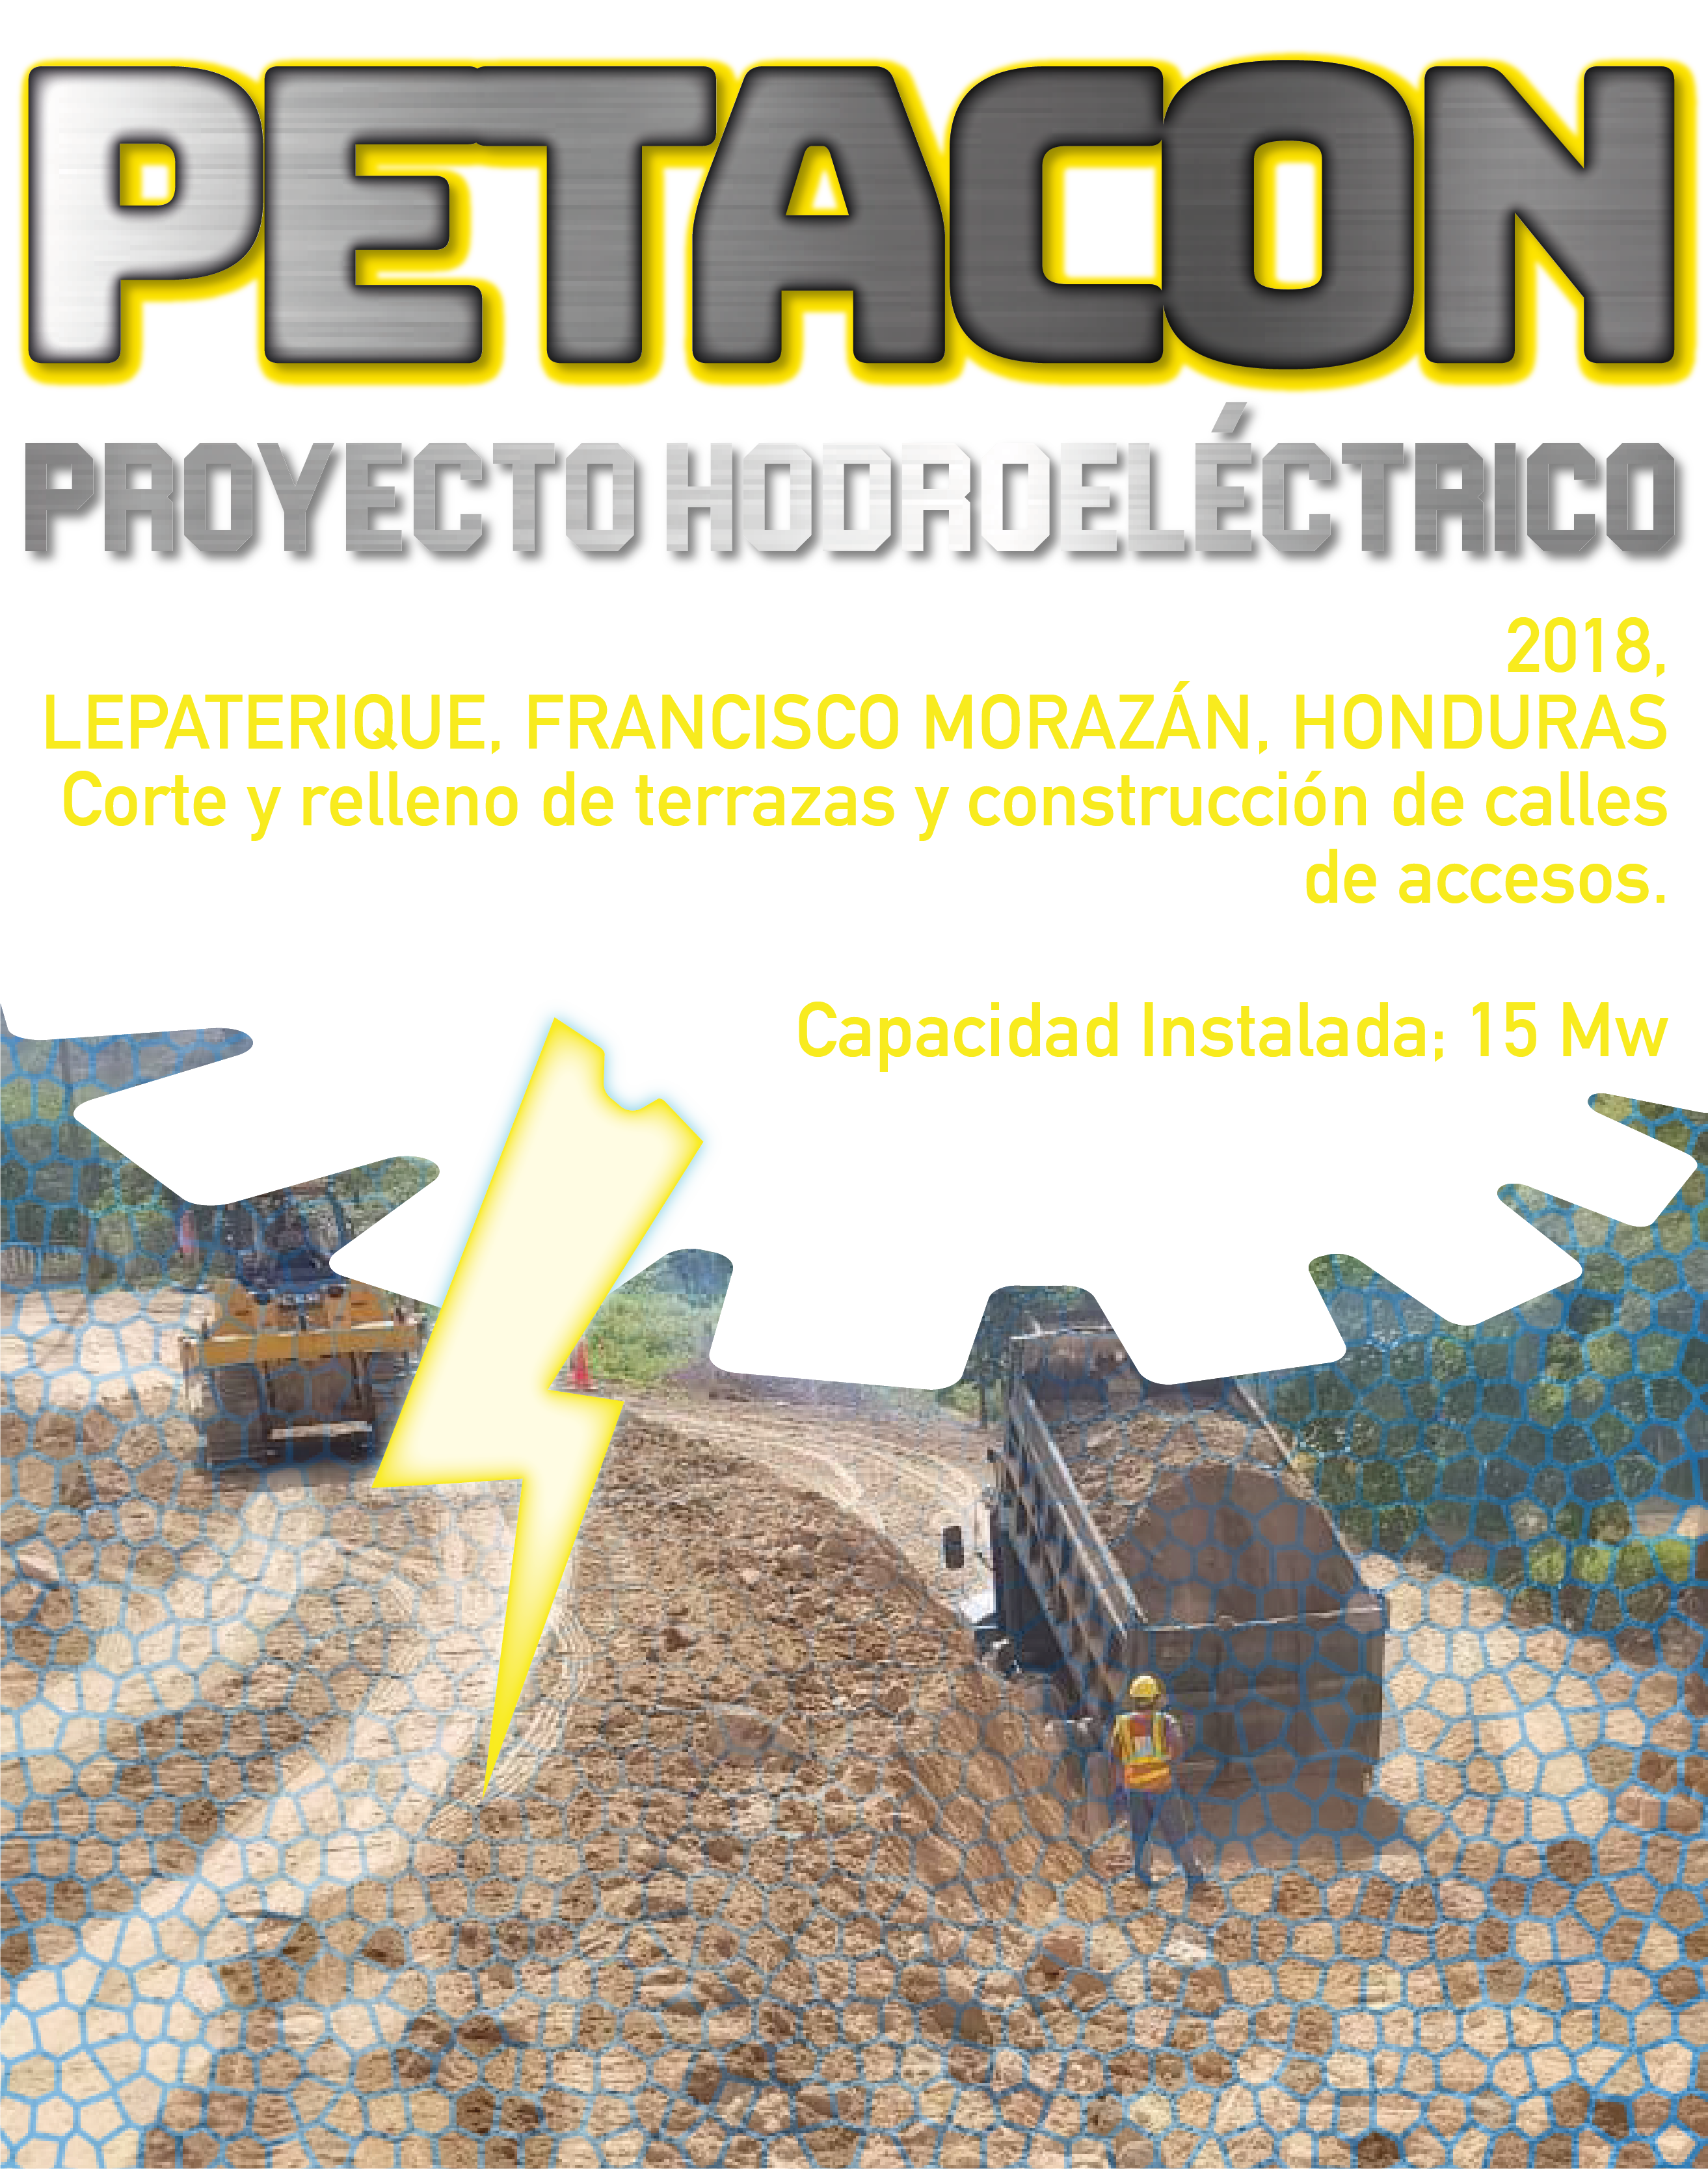 PETACON
PROYECTO HODROELÉCTRICO
2018,
LEPATERIQUE, FRANCISCO MORAZÁN, HONDURAS
Corte y relleno de terrazas y construcción de calles
de accesos.
Capacidad Instalada; 15 Mw